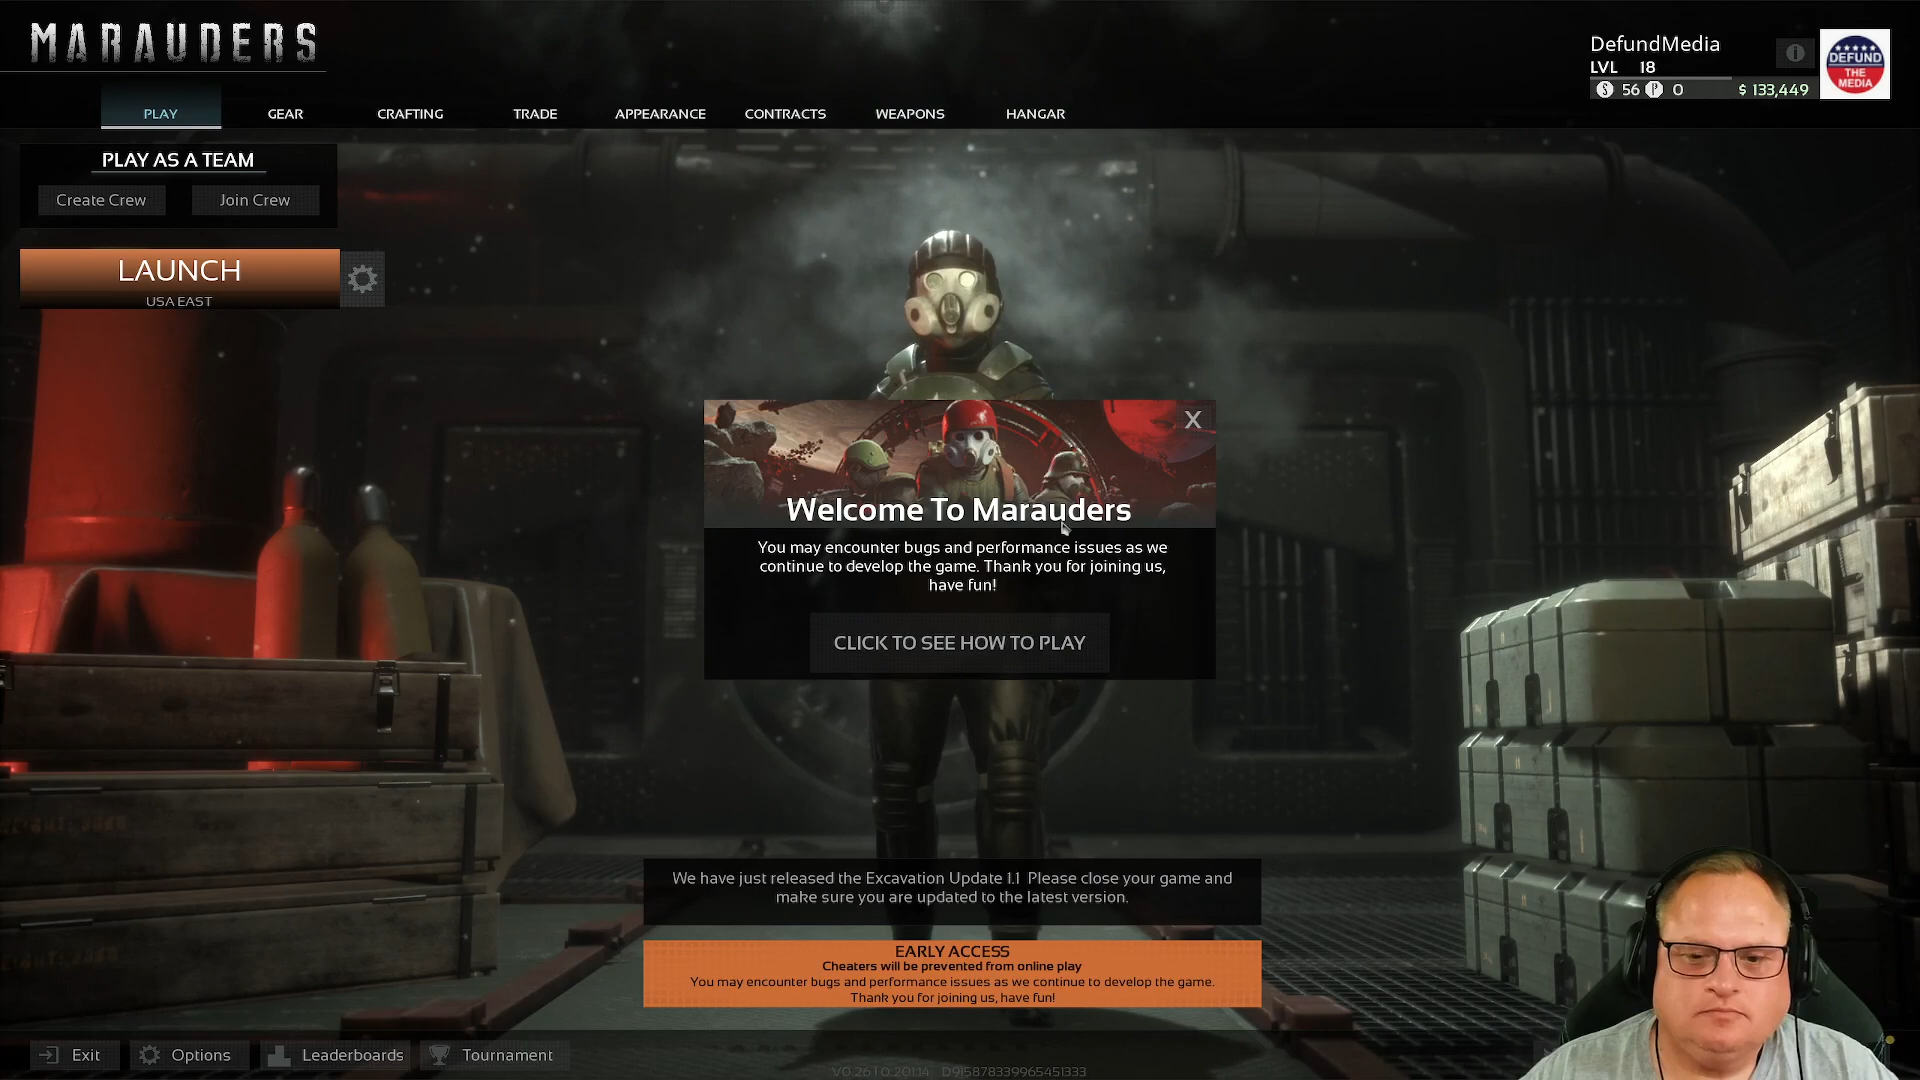 MARAUDERS
DefundMedia
LVL 18
S 56 P 0 $ 133,449
DEFUND
THE
MEDIA
PLAY GEAR CRAFTING TRADE APPEARANCE CONTRACTS WEAPONS HANGAR
PLAY AS A TEAM
Create Crew Join Crew
LAUNCH
USA EAST
X
Welcome To Marauders
You may encounter bugs and performance issues as we
continue to develop the game. Thank you for joining us,
have fun!
CLICK TO SEE HOW TO PLAY
We have just released the Excavation Update 1.1 Please close your game and
make sure you are updated to the latest version.
EARLY ACCESS
Cheaters will be prevented from online play
You may encounter bugs and performance issues as we continue to develop the game.
Thank you for joining us, have fun!
Exit Options Leaderboards Tournament